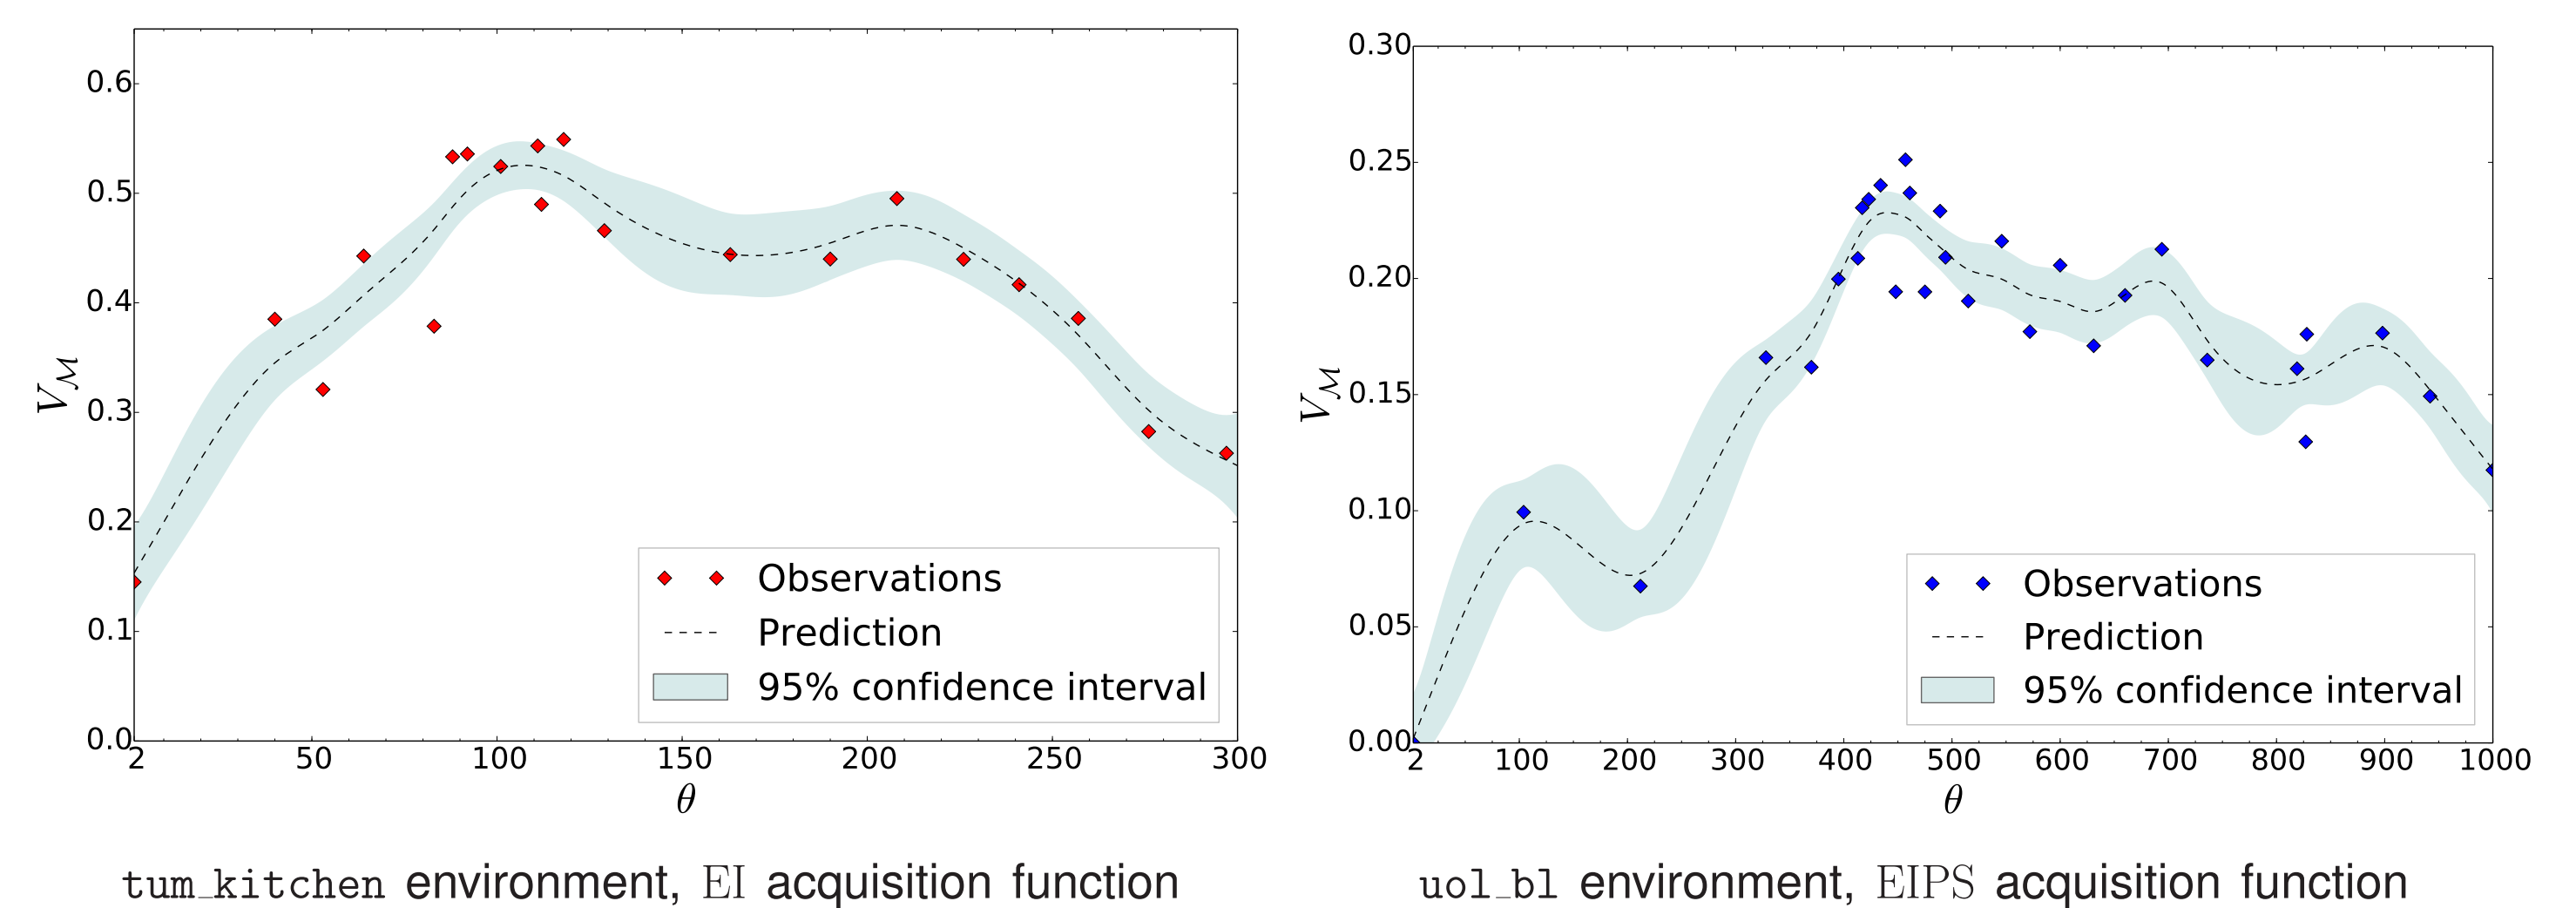 0.6
0.5
0.4
0.3
0.2
0.1
0.0
V_M
2 50 100 150 200 250 300
θ
Observations
Prediction
95% confidence interval
tum_kitchen environment, EI acquisition function
0.30
0.25
0.20
0.15
0.10
0.05
0.00
V_M
2 100 200 300 400 500 600 700 800 900 1000
θ
Observations
Prediction
95% confidence interval
uol_bl environment, EIPS acquisition function